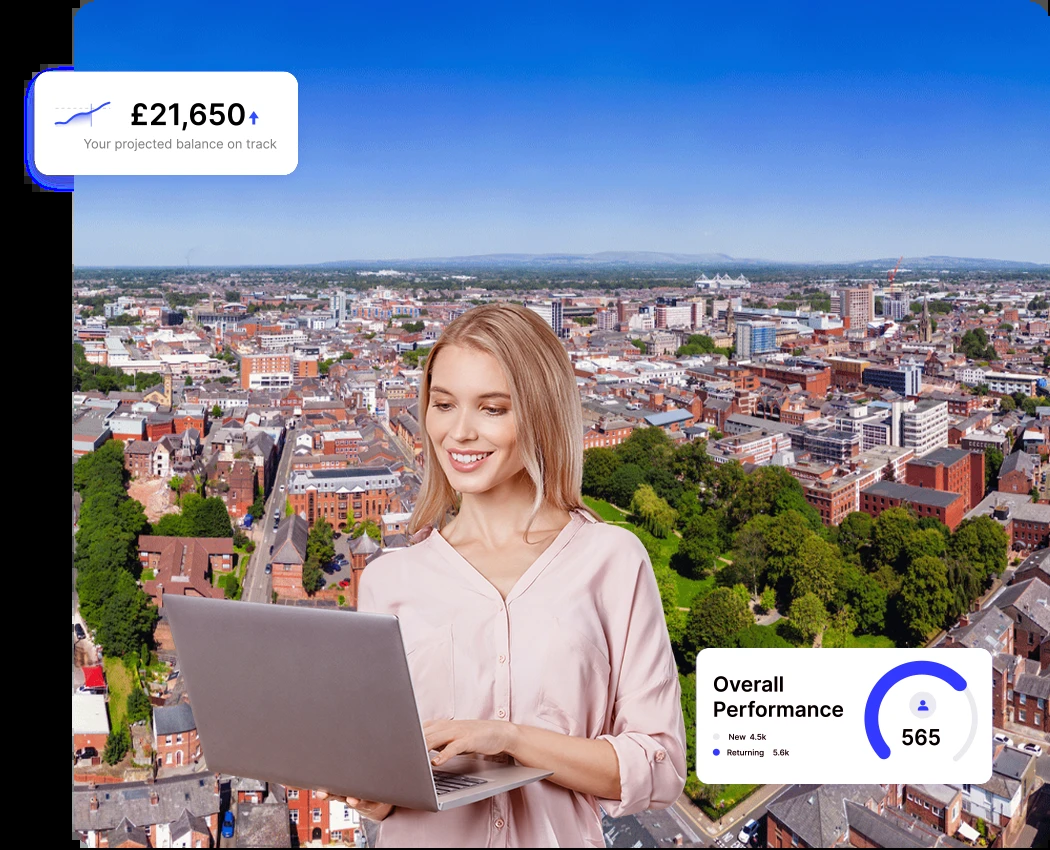 £21,650
Your projected balance on track
Overall
Performance
New 4.5k
Returning 5.6k
565